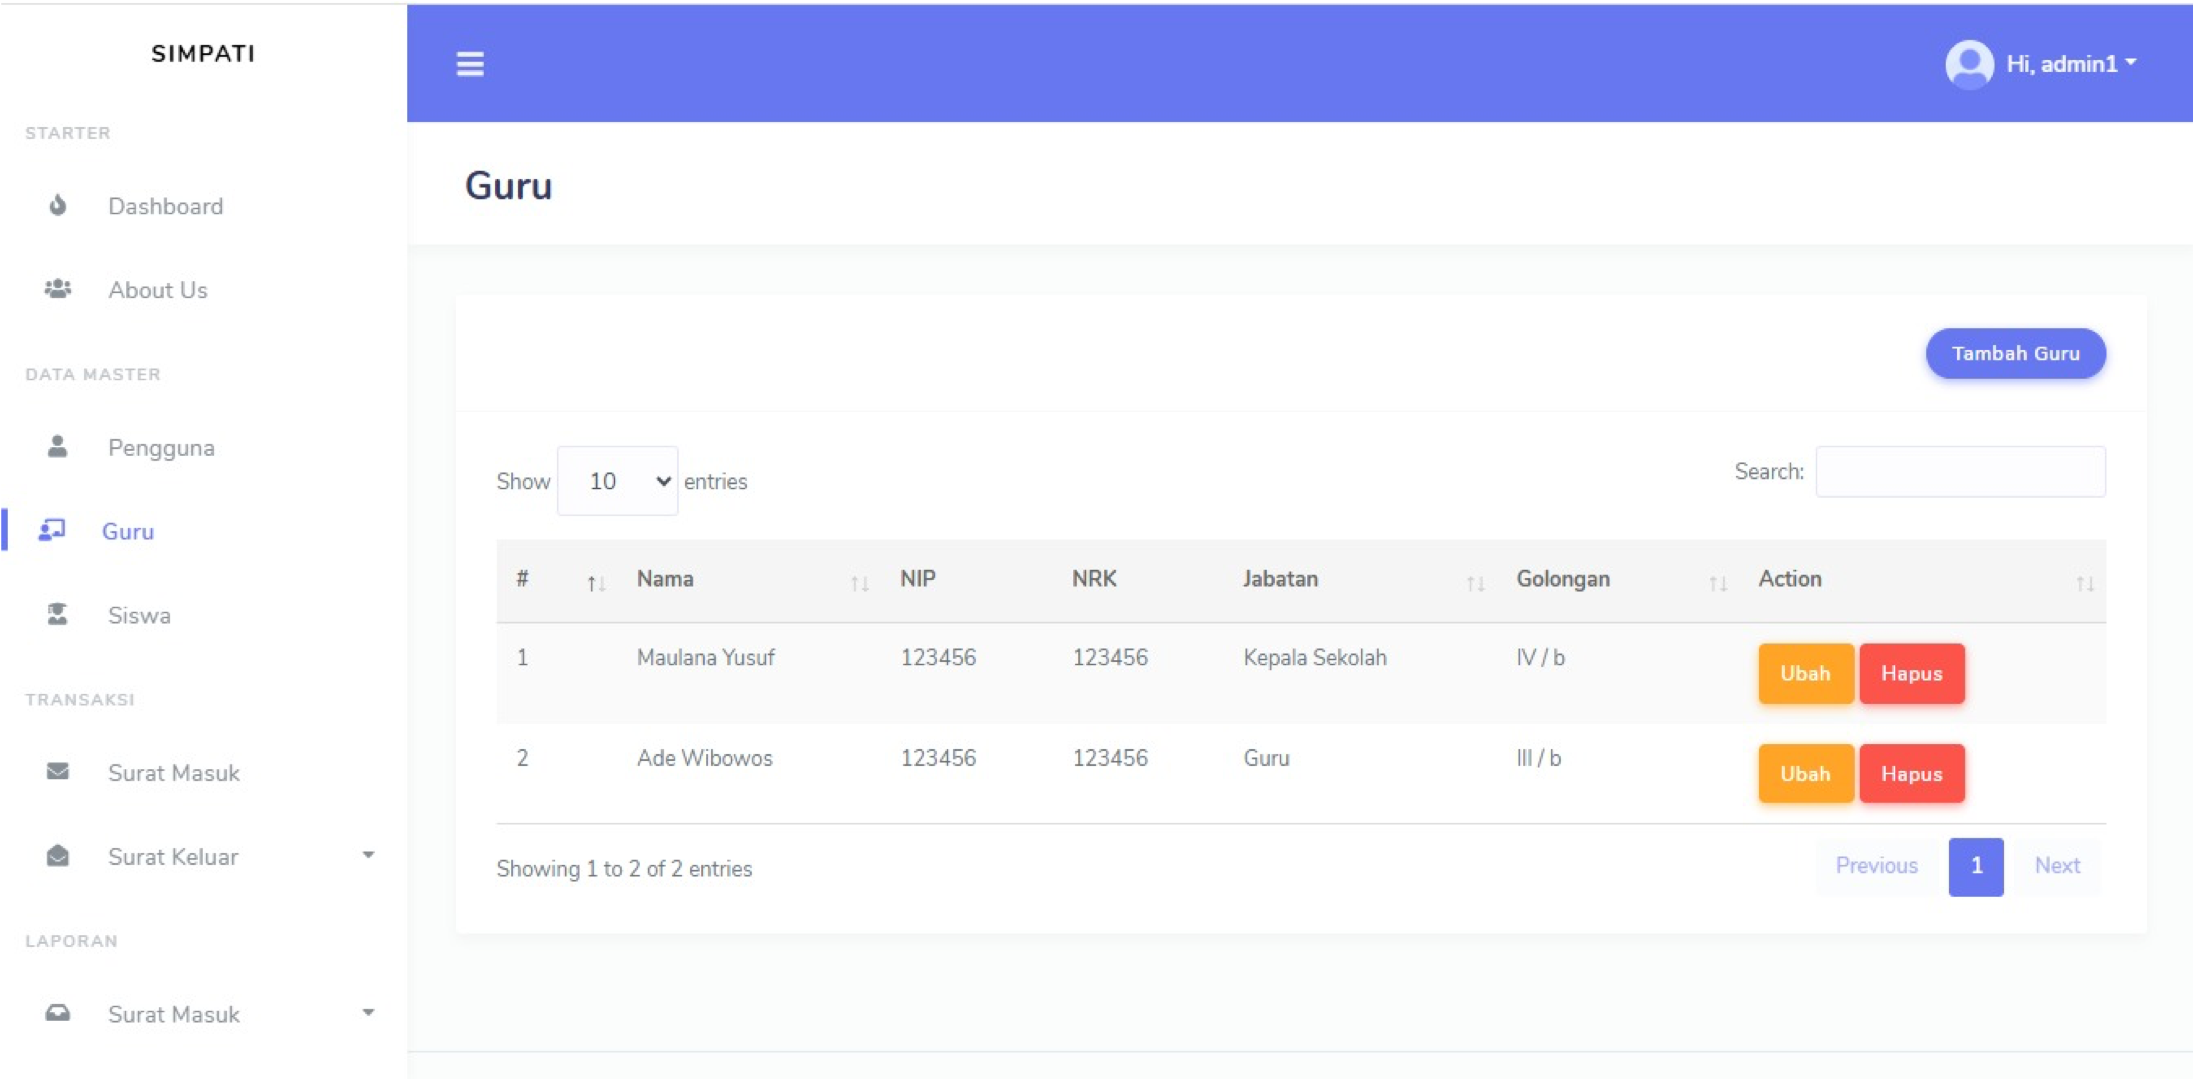 SIMPATI
Hi, admin1
STARTER
Dashboard
About Us
DATA MASTER
Pengguna
Guru
Siswa
TRANSAKSI
Surat Masuk
Surat Keluar
LAPORAN
Surat Masuk
Guru
Tambah Guru
Show 10 entries
Search:
# Nama NIP NRK Jabatan Golongan Action
1 Maulana Yusuf 123456 123456 Kepala Sekolah IV / b Ubah Hapus
2 Ade Wibowos 123456 123456 Guru III / b Ubah Hapus
Showing 1 to 2 of 2 entries
Previous 1 Next